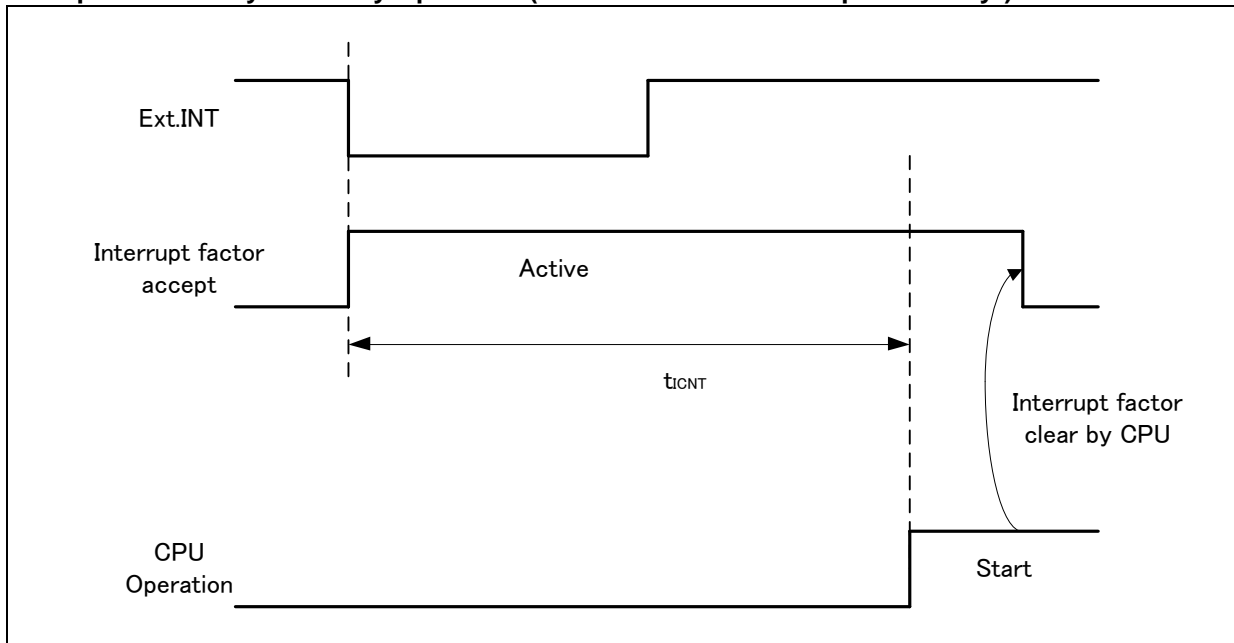 Ext.INT
Interrupt factor
accept
Active
tICNT
Interrupt factor
clear by CPU
CPU
Operation
Start